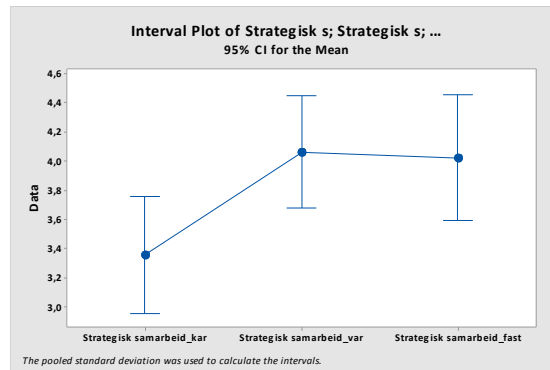 Interval Plot of Strategisk s; Strategisk s; ...
95% CI for the Mean
4,6
4,4
4,2
4,0
3,8
3,6
3,4
3,2
3,0
Data
Strategisk samarbeid_kar Strategisk samarbeid_var Strategisk samarbeid_fast
The pooled standard deviation was used to calculate the intervals.